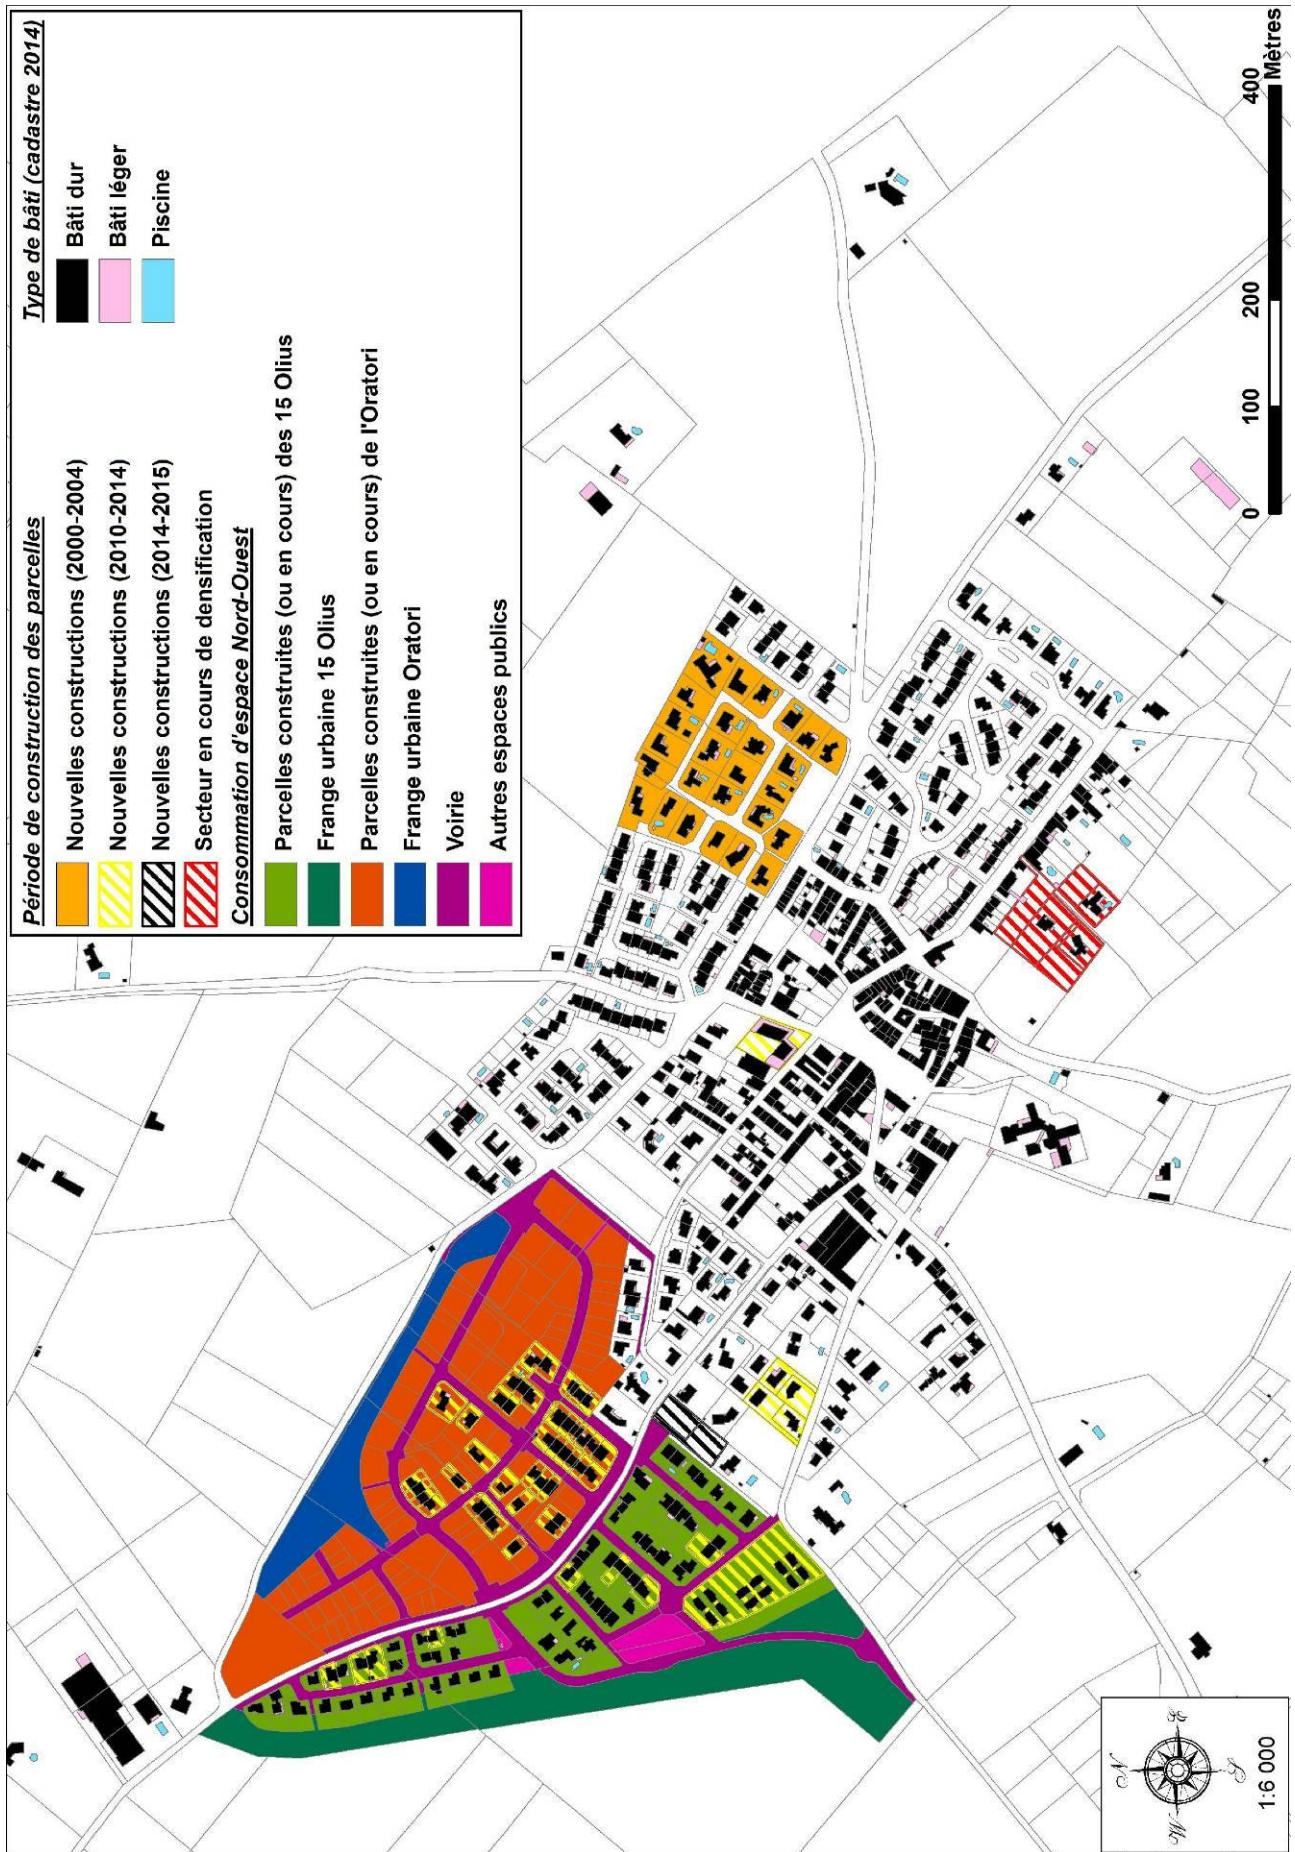 Période de construction des parcelles
Nouvelles constructions (2000-2004)
Nouvelles constructions (2010-2014)
Nouvelles constructions (2014-2015)
Secteur en cours de densification
Consommation d'espace Nord-Ouest
Parcelles construites (ou en cours) des 15 Olius
Frange urbaine 15 Olius
Parcelles construites (ou en cours) de l'Oratori
Frange urbaine Oratori
Voirie
Autres espaces publics
Type de bâti (cadastre 2014)
Bâti dur
Bâti léger
Piscine
N
E
S
1:6 000
0 100 200 400
Mètres